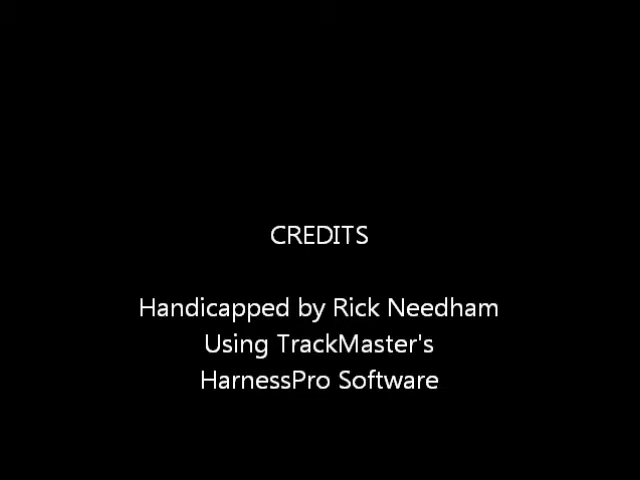 CREDITS
Handicapped by Rick Needham
Using TrackMaster's
HarnessPro Software